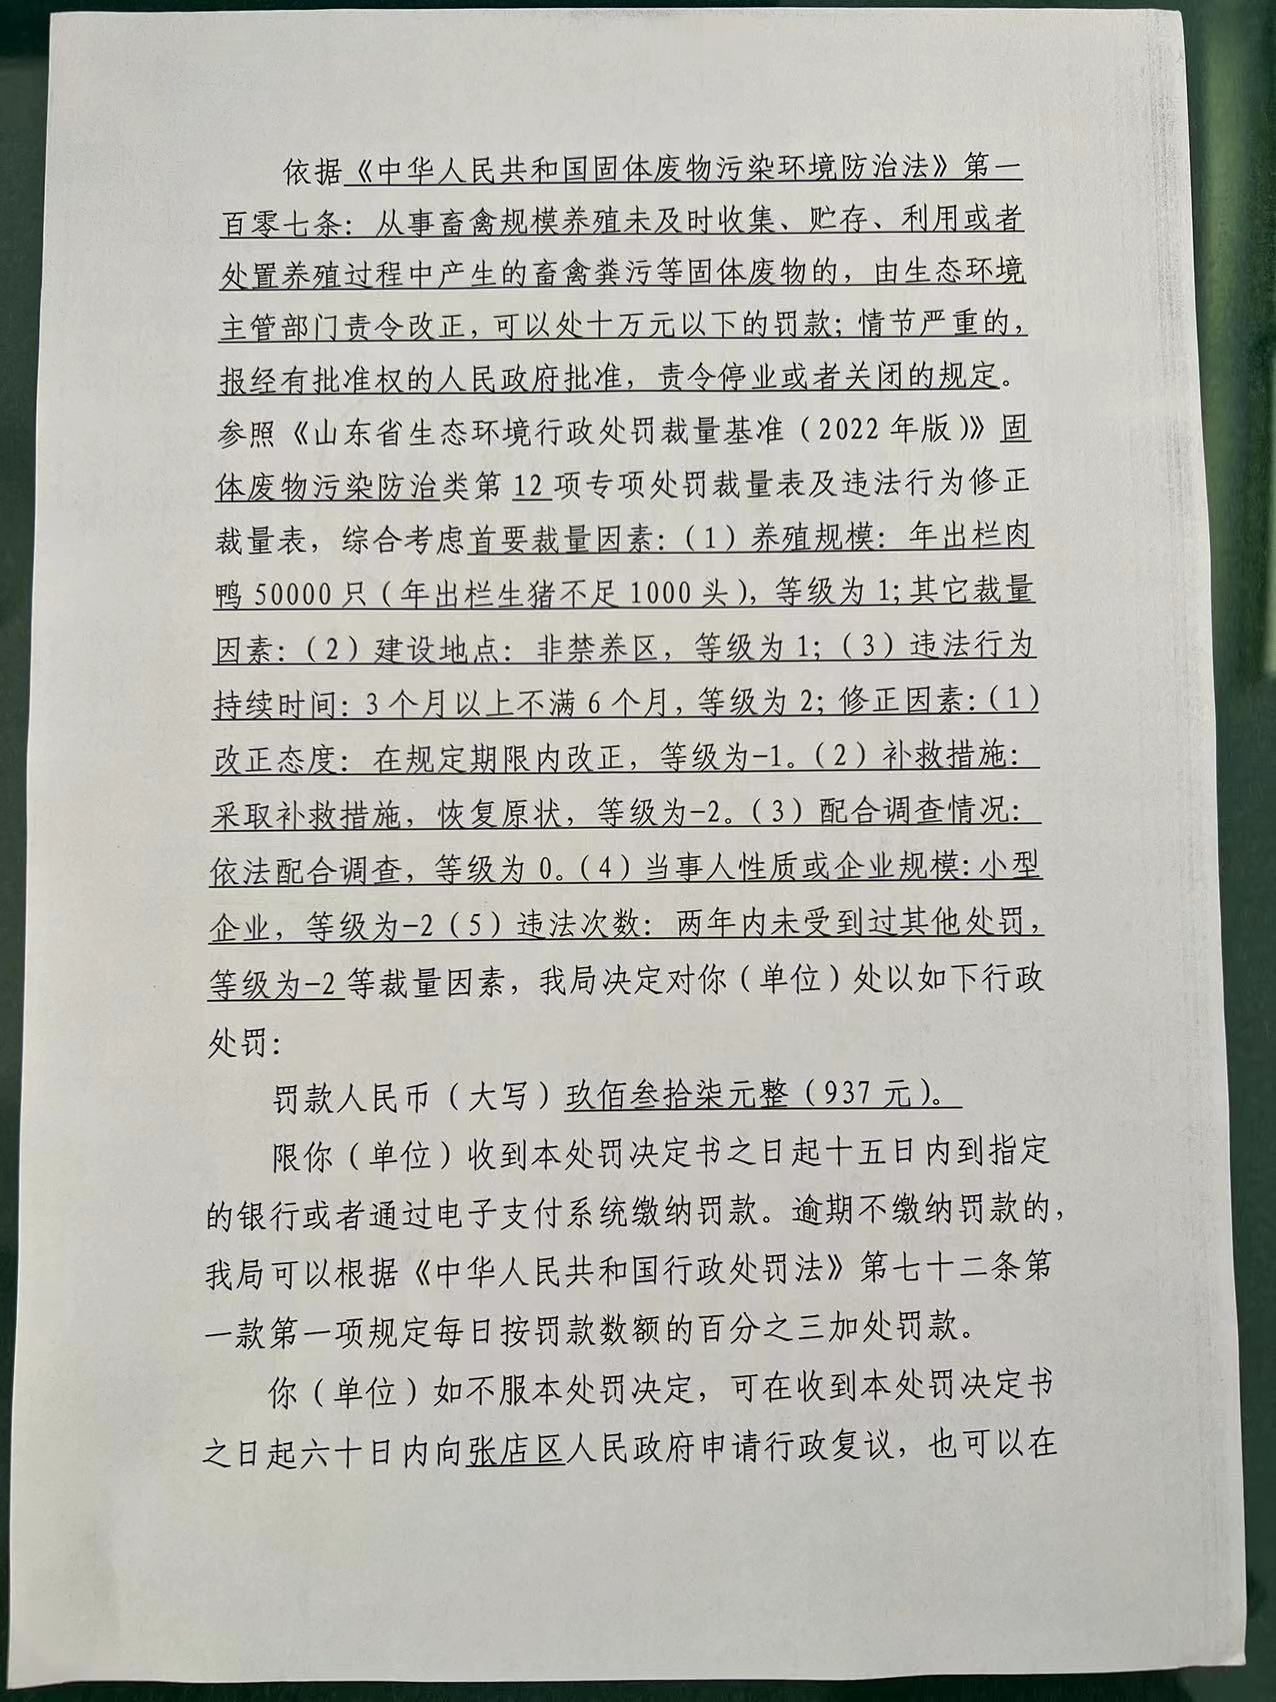 依据《中华人民共和国固体废物污染环境防治法》第一
百零七条：从事畜禽规模养殖未及时收集、贮存、利用或者
处置养殖过程中产生的畜禽粪污等固体废物的，由生态环境
主管部门责令改正，可以处十万元以下的罚款；情节严重的，
报经有批准权的人民政府批准，责令停业或者关闭的规定。
参照《山东省生态环境行政处罚裁量基准（2022 年版）》固
体废物污染防治类第 12 项专项处罚裁量表及违法行为修正
裁量表，综合考虑首要裁量因素：（1）养殖规模：年出栏肉
鸭 50000 只（年出栏生猪不足 1000 头），等级为 1；其它裁量
因素：（2）建设地点：非禁养区，等级为 1；（3）违法行为
持续时间：3 个月以上不满 6 个月，等级为 2；修正因素：（1）
改正态度：在规定期限内改正，等级为-1。（2）补救措施：
采取补救措施，恢复原状，等级为-2。（3）配合调查情况：
依法配合调查，等级为 0。（4）当事人性质或企业规模：小型
企业，等级为-2（5）违法次数：两年内未受到过其他处罚，
等级为-2 等裁量因素，我局决定对你（单位）处以如下行政
处罚：
罚款人民币（大写）玖佰叁拾柒元整（937 元）。
限你（单位）收到本处罚决定书之日起十五日内到指定
的银行或者通过电子支付系统缴纳罚款。逾期不缴纳罚款的，
我局可以根据《中华人民共和国行政处罚法》第七十二条第
一款第一项规定每日按罚款数额的百分之三加处罚款。
你（单位）如不服本处罚决定，可在收到本处罚决定书
之日起六十日内向张店区人民政府申请行政复议，也可以在